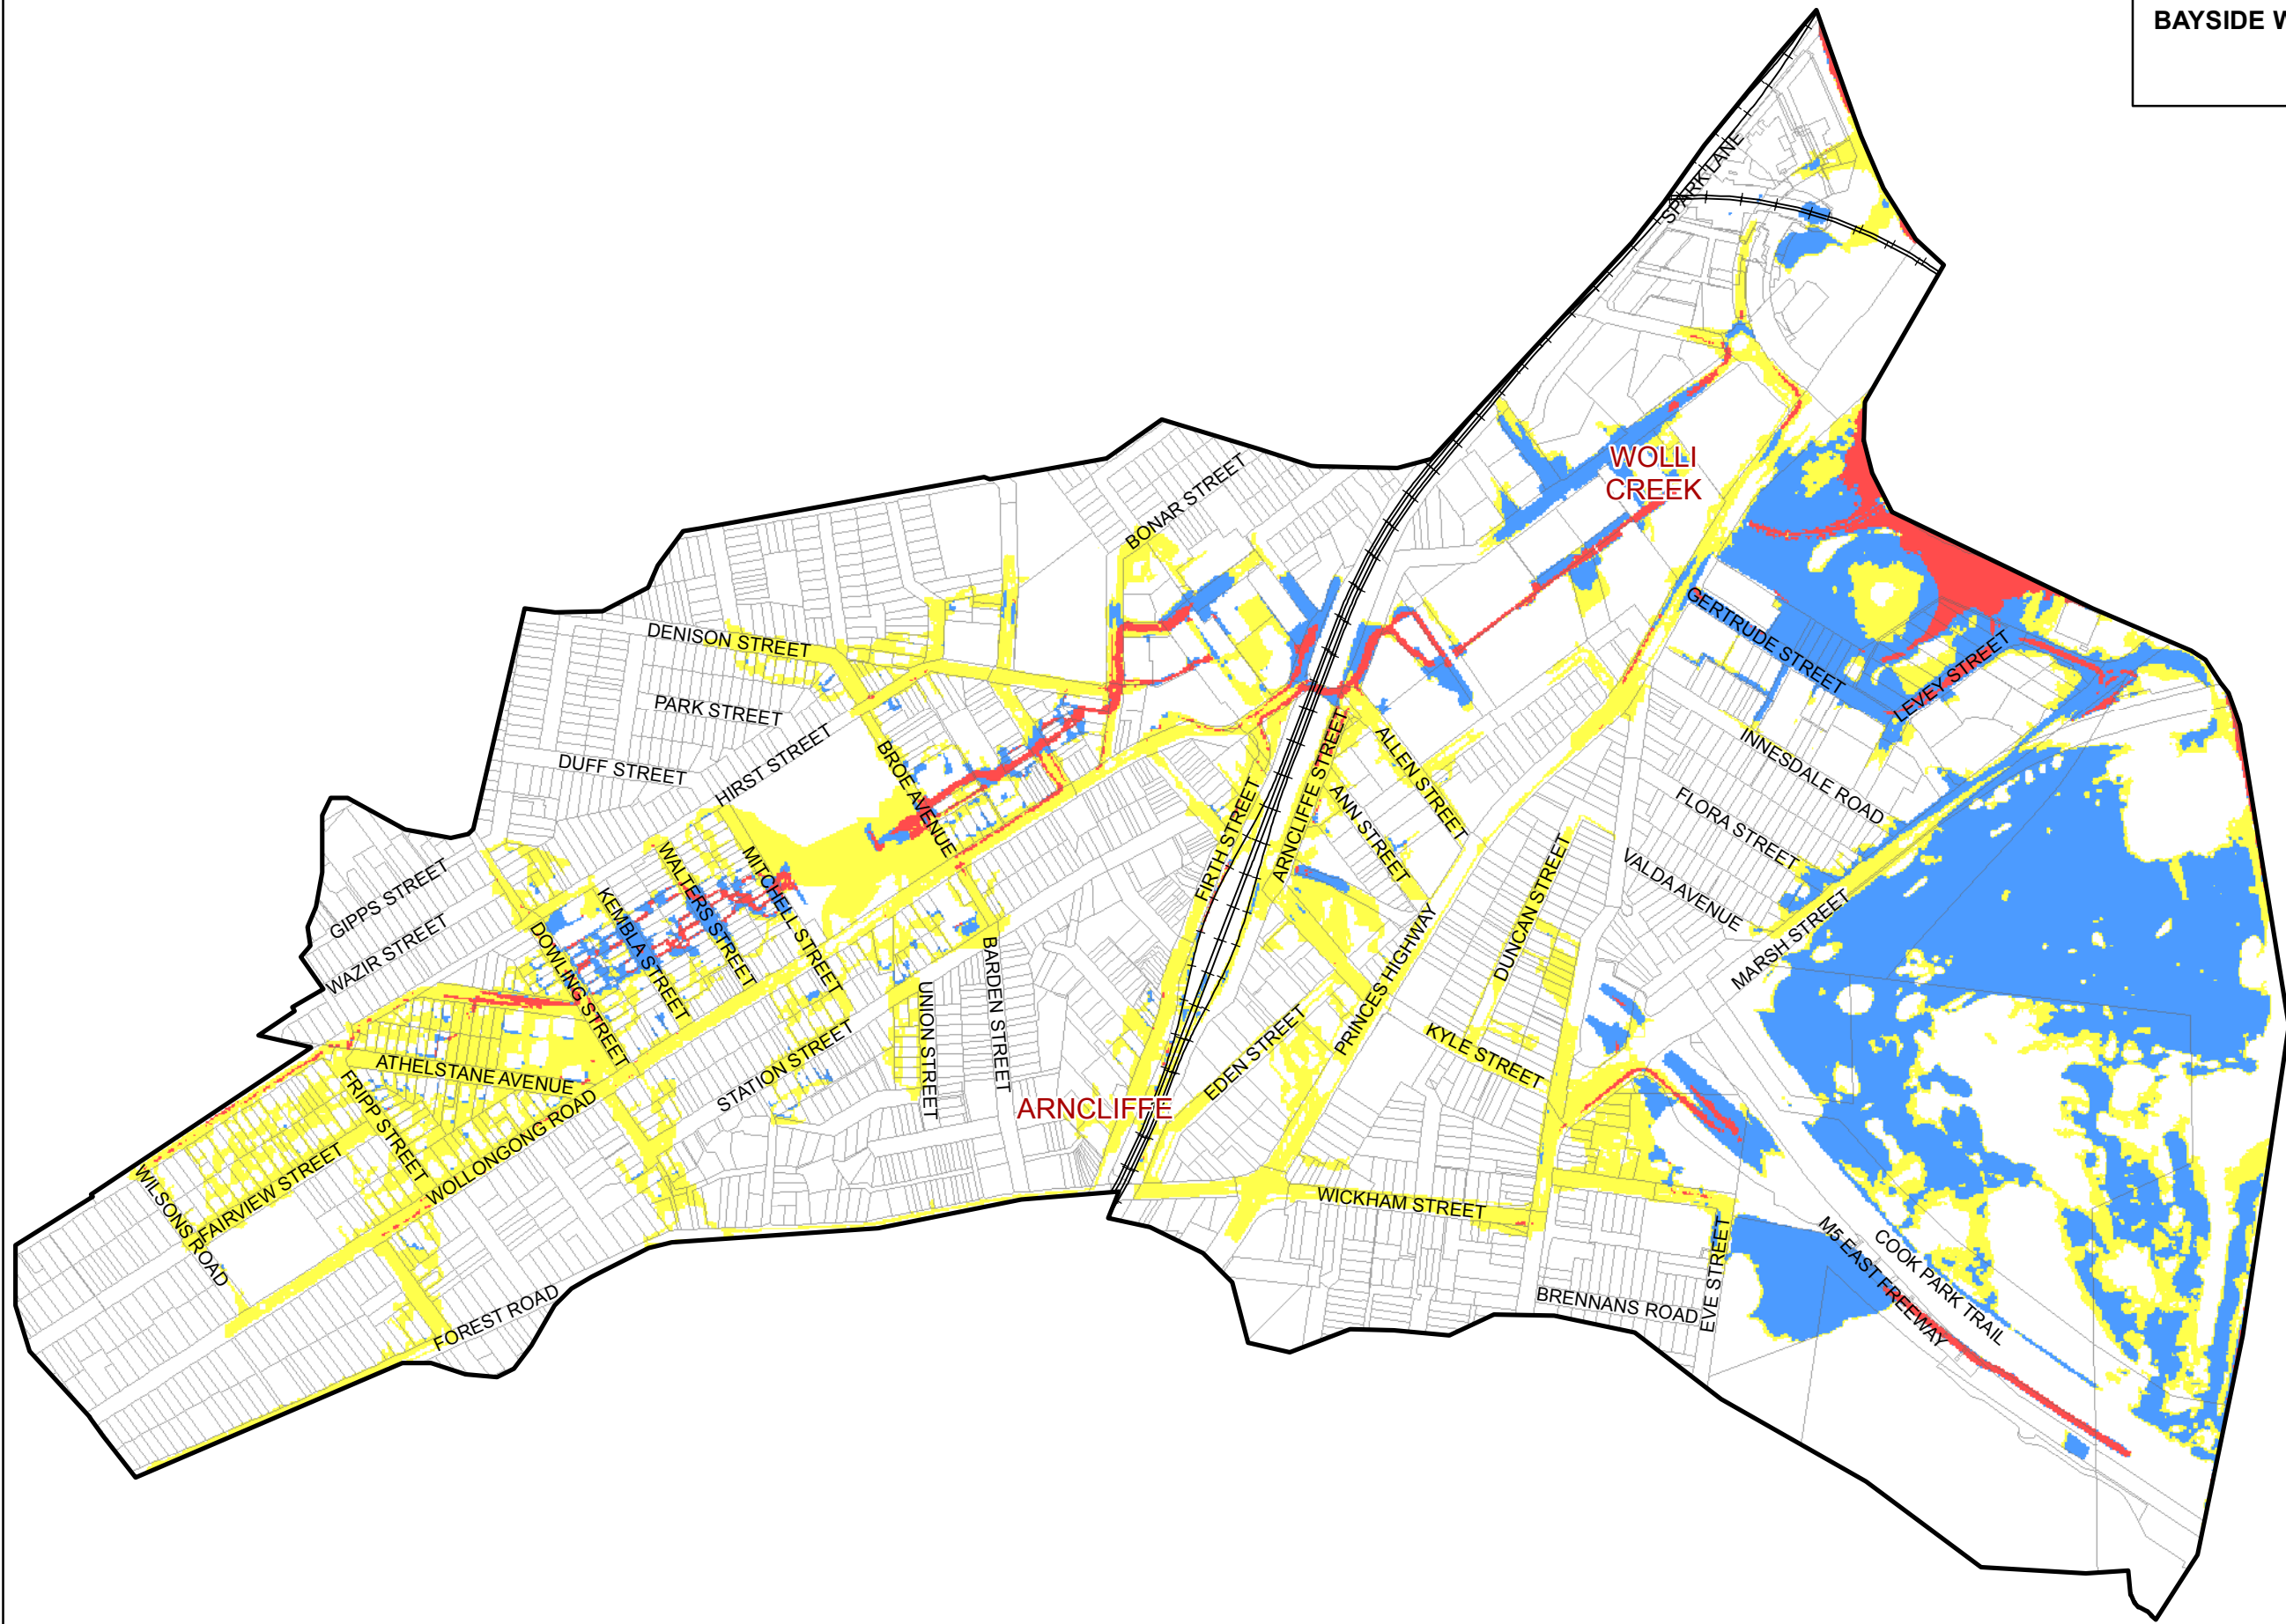 BAYSIDE W
SPARK LANE
WOLLI
CREEK
BONAR STREET
GERTRUDE STREET
LEVEY STREET
DENISON STREET
PARK STREET
DUFF STREET
HIRST STREET
BROE AVENUE
ALLEN STREET
INNESDALE ROAD
FLORA STREET
VALDA AVENUE
FIRTH STREET
ARNCLIFFE STREET
ANN STREET
DUNCAN STREET
MARSH STREET
GIPPS STREET
WAZIR STREET
WALTERS STREET
MITCHELL STREET
KEMBLA STREET
DOWLING STREET
BARDEN STREET
UNION STREET
STATION STREET
PRINCES HIGHWAY
KYLE STREET
EDEN STREET
ATHELSTANE AVENUE
FRIPP STREET
ARNCLIFFE
WOLLONGONG ROAD
FAIRVIEW STREET
WILSONS ROAD
WICKHAM STREET
EVE STREET
M5 EAST FREEWAY
COOK PARK TRAIL
BRENNANS ROAD
FOREST ROAD